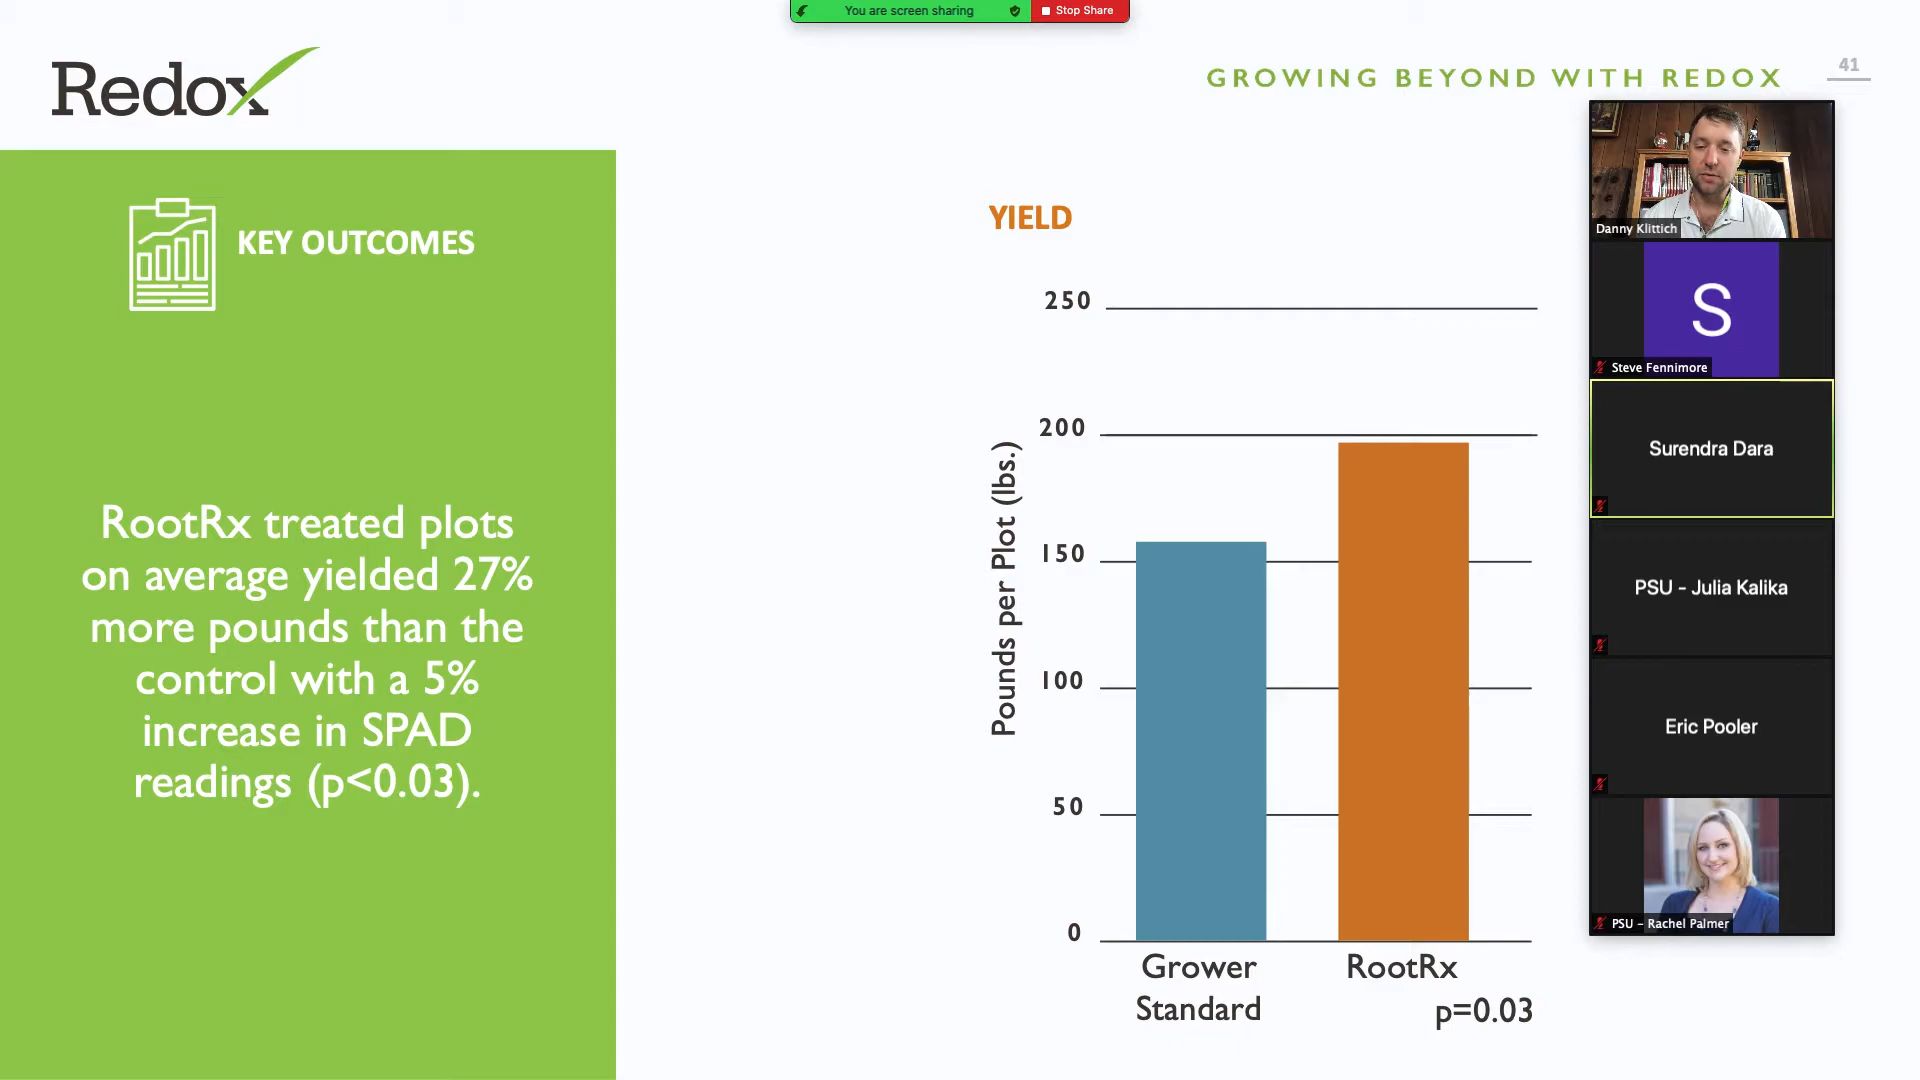 You are screen sharing
Stop Share
Redox
GROWING BEYOND WITH REDOX
41
KEY OUTCOMES
RootRx treated plots
on average yielded 27%
more pounds than the
control with a 5%
increase in SPAD
readings (p<0.03).
YIELD
Pounds per Plot (lbs.)
250
200
150
100
50
0
Grower
Standard
RootRx
p=0.03
Danny Klittich
S
Steve Fennimore
Surendra Dara
PSU - Julia Kalika
Eric Pooler
PSU - Rachel Palmer